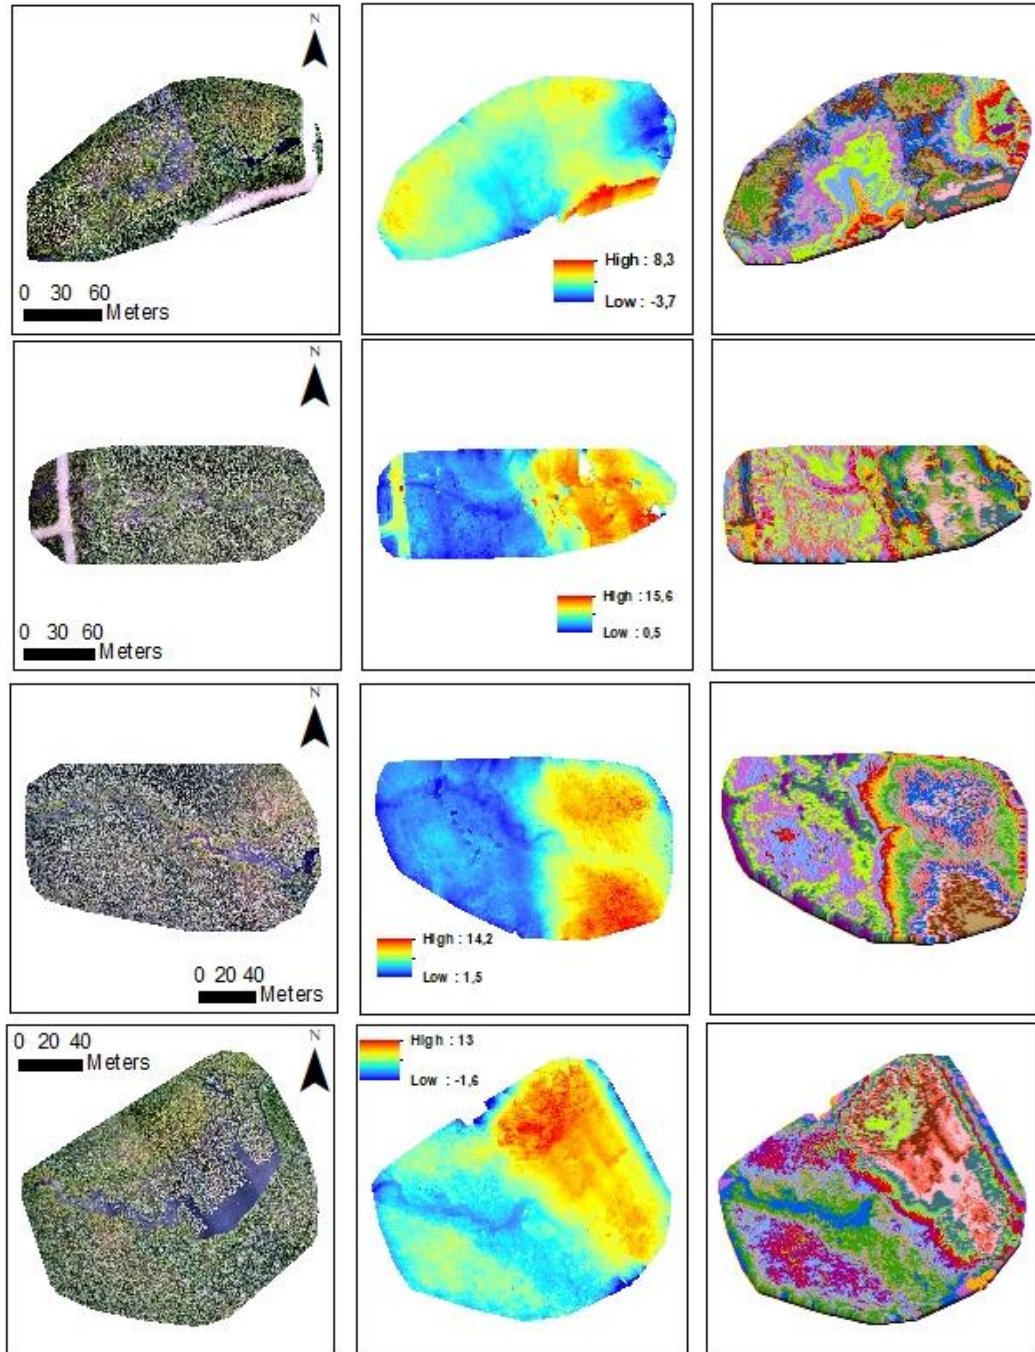 N
High : 8,3
Low : -3,7
0 30 60
Meters
N
High : 15,6
Low : 0,5
0 30 60
Meters
N
High : 14,2
Low : 1,5
0 20 40
Meters
0 20 40
Meters
N
High : 13
Low : -1,6